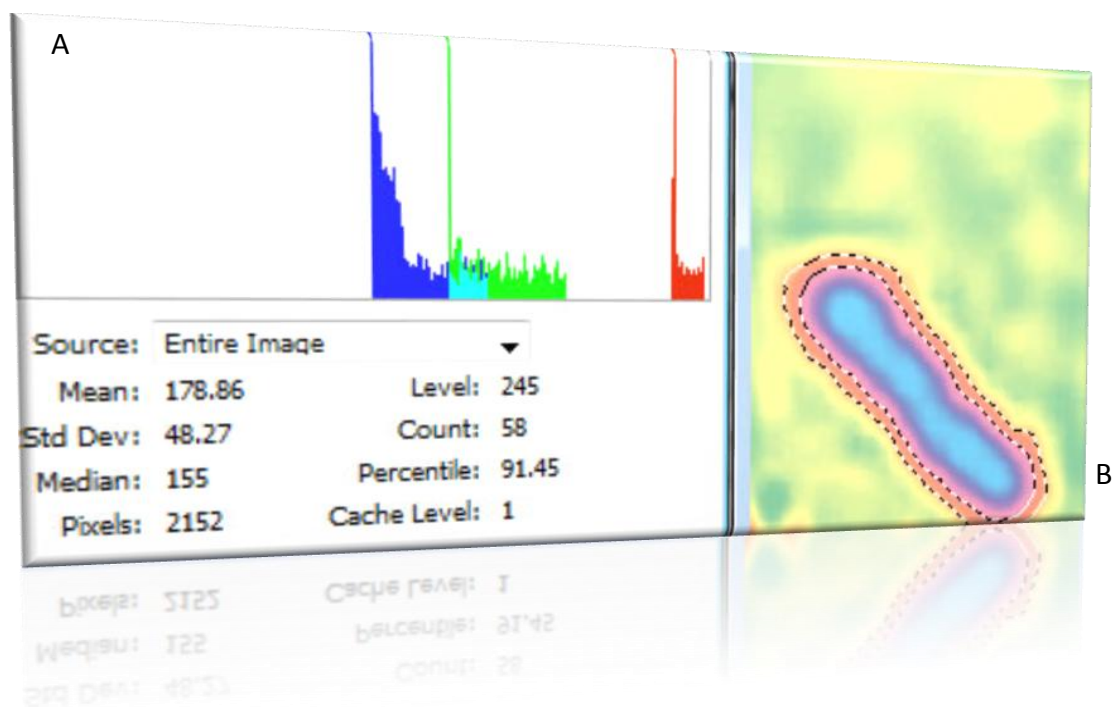 A
Source: Entire Image
Mean: 178.86 Level: 245
Std Dev: 48.27 Count: 58
Median: 155 Percentile: 91.45
Pixels: 2152 Cache Level: 1
B